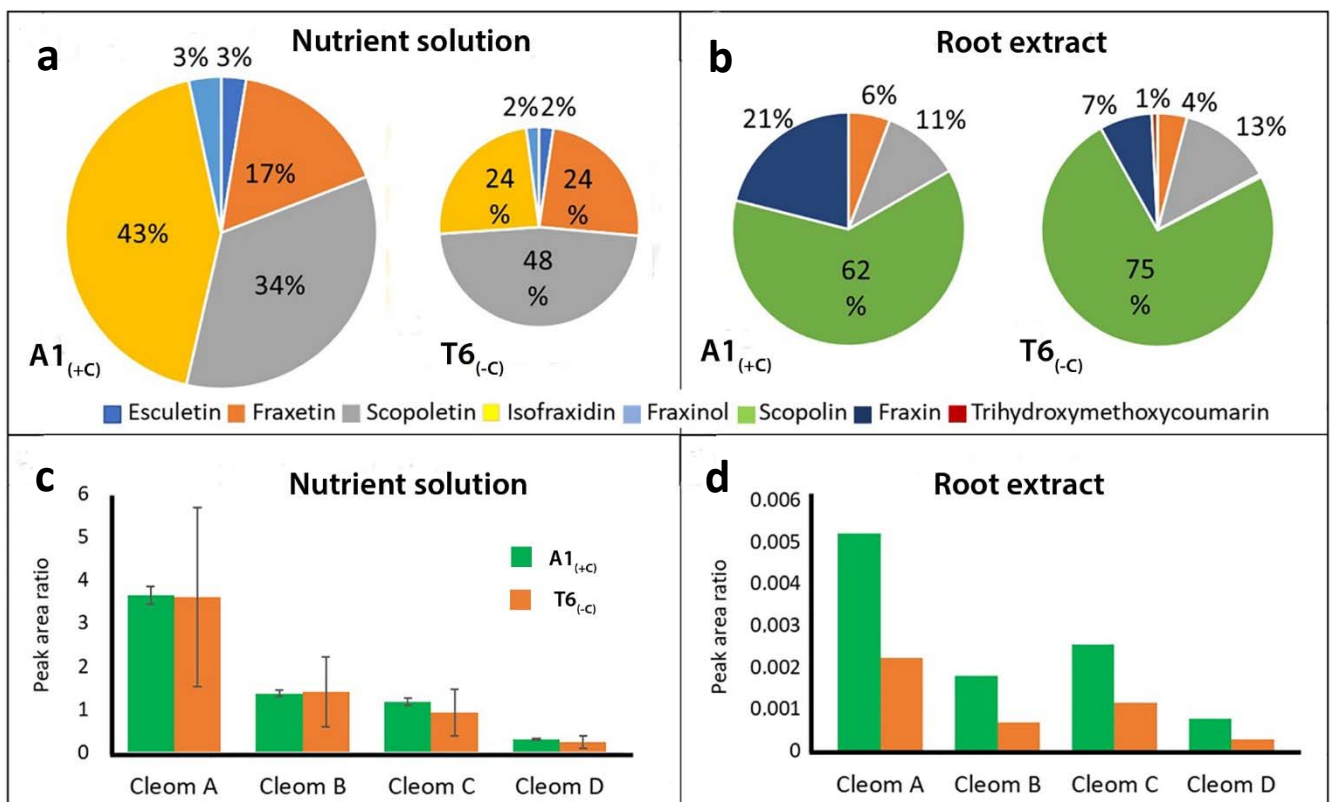 a
Nutrient solution
3% 3%
17%
34%
43%
A1(+C)
2% 2%
24 %
24 %
48 %
T6(-C)
b
Root extract
21%
6%
11%
62 %
A1(+C)
7%
1%
4%
13%
75 %
T6(-C)
Esculetin Fraxetin Scopoletin Isofraxidin Fraxinol Scopolin Fraxin Trihydroxymethoxycoumarin
c
Nutrient solution
Peak area ratio
6
5
4
3
2
1
0
A1(+C)
T6(-C)
Cleom A Cleom B Cleom C Cleom D
d
Root extract
Peak area ratio
0.006
0.005
0.004
0.003
0.002
0.001
0
Cleom A Cleom B Cleom C Cleom D